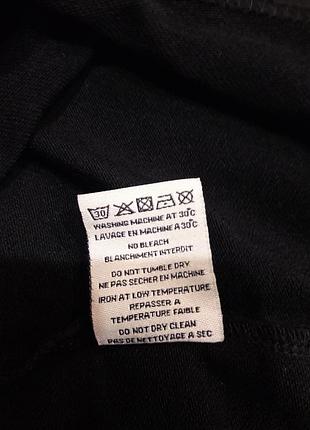 30
WASHING MACHINE AT 30°C
LAVAGE EN MACHINE A 30°C
NO BLEACH
BLANCHIMENT INTERDIT
DO NOT TUMBLE DRY
NE PAS SECHER EN MACHINE
IRON AT LOW TEMPERATURE
REPASSER A
TEMPERATURE FAIBLE
DO NOT DRY CLEAN
PAS DE NETTOYAGE A SEC